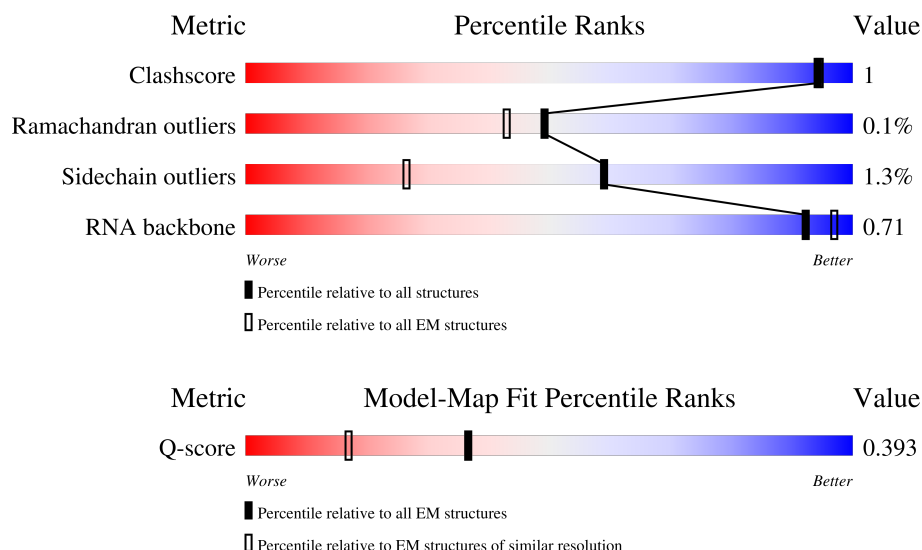 Metric Percentile Ranks Value
Clashscore 1
Ramachandran outliers 0.1%
Sidechain outliers 1.3%
RNA backbone 0.71
Worse Better
Percentile relative to all structures
Percentile relative to all EM structures
Metric Model-Map Fit Percentile Ranks Value
Q-score 0.393
Worse Better
Percentile relative to all EM structures
Percentile relative to EM structures of similar resolution